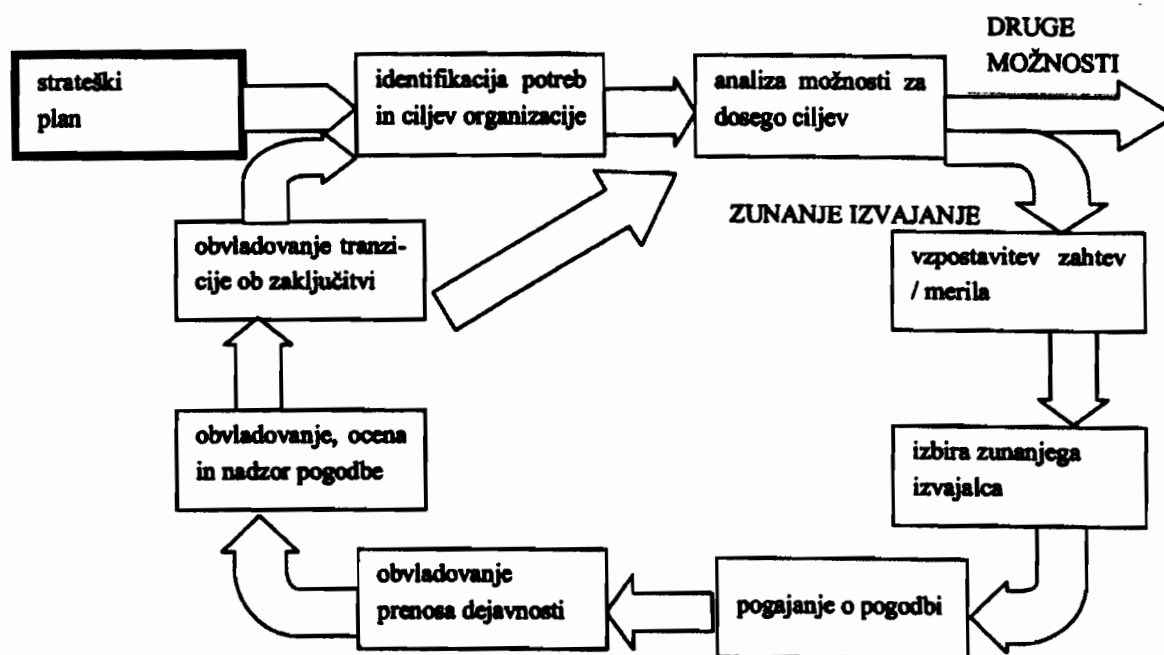 DRUGE
MOŽNOSTI
strateški
plan
identifikacija potreb
in ciljev organizacije
analiza možnosti za
dosego ciljev
ZUNANJE IZVAJANJE
obvladovanje tranzi-
cije ob zaključitvi
vzpostavitev zahtev
/ merila
obvladovanje, ocena
in nadzor pogodbe
izbira zunanjega
izvajalca
obvladovanje
prenosa dejavnosti
pogajanje o pogodbi